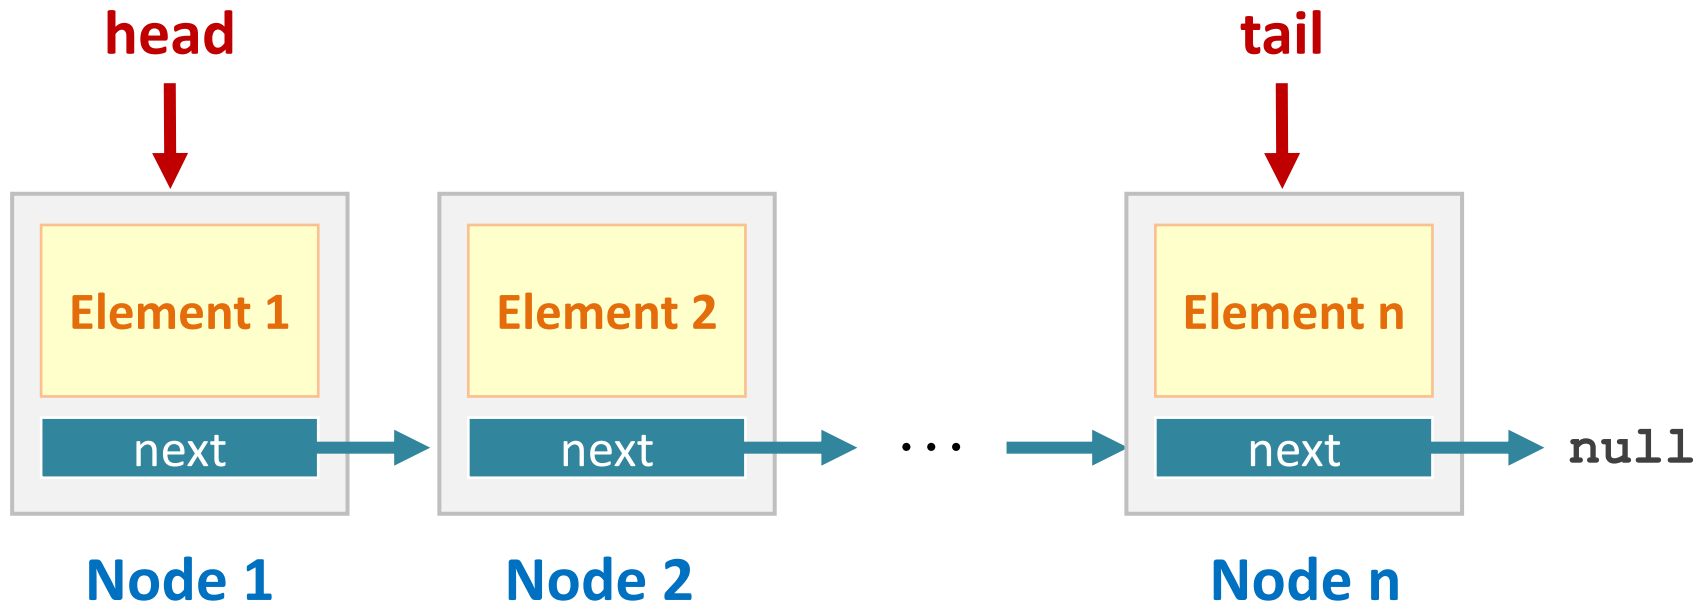 head tail
Element 1 Element 2 Element n
next next ... next null
Node 1 Node 2 Node n